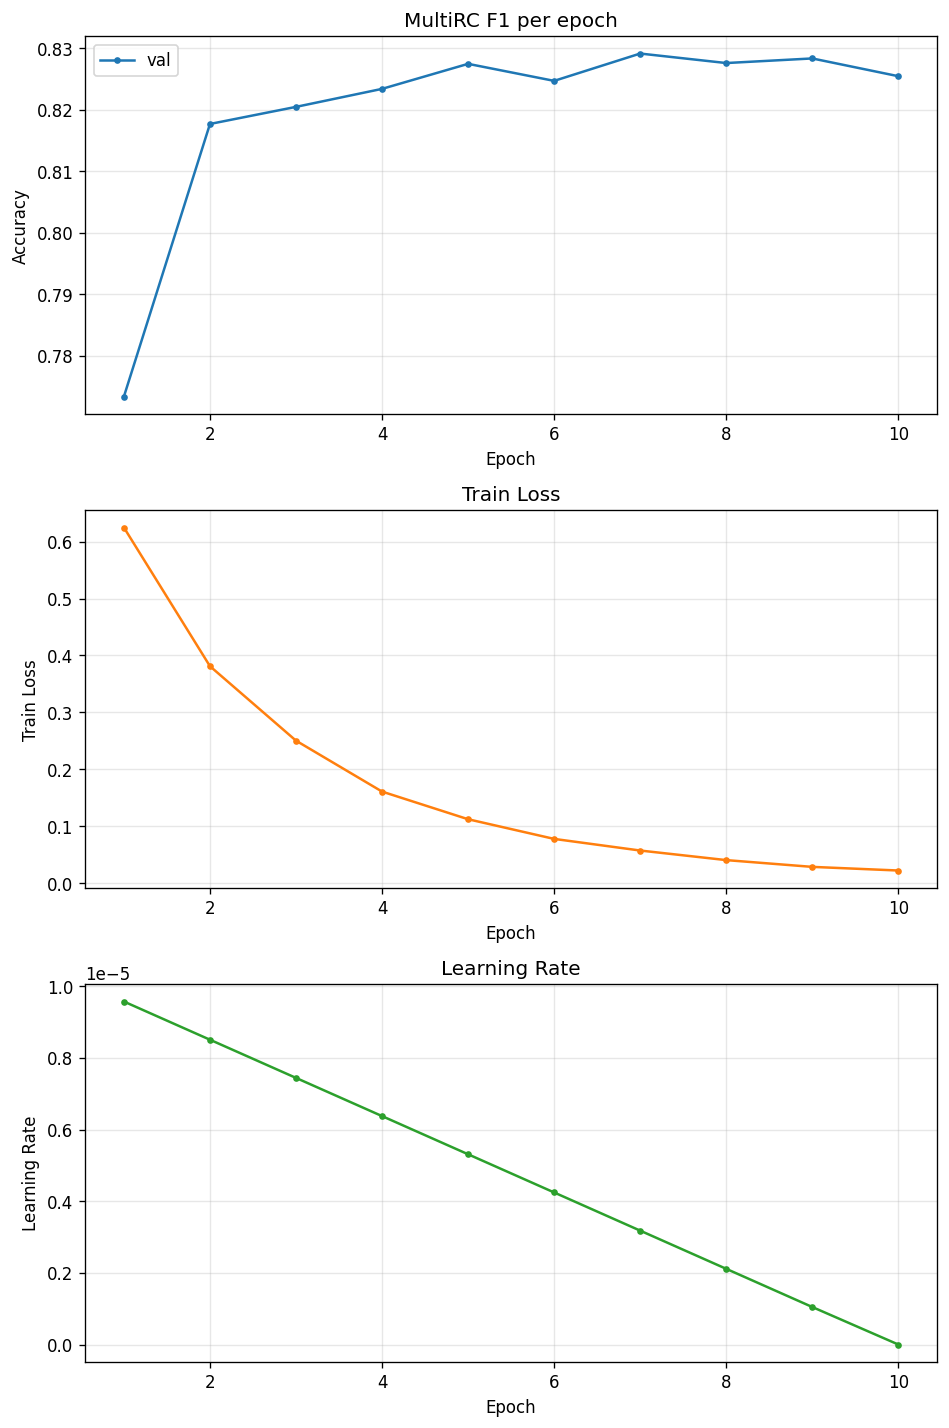 MultiRC F1 per epoch
val
Accuracy
0.83
0.82
0.81
0.80
0.79
0.78
2 4 6 8 10
Epoch
Train Loss
Train Loss
0.6
0.5
0.4
0.3
0.2
0.1
0.0
2 4 6 8 10
Epoch
Learning Rate
1e−5
Learning Rate
1.0
0.8
0.6
0.4
0.2
0.0
2 4 6 8 10
Epoch